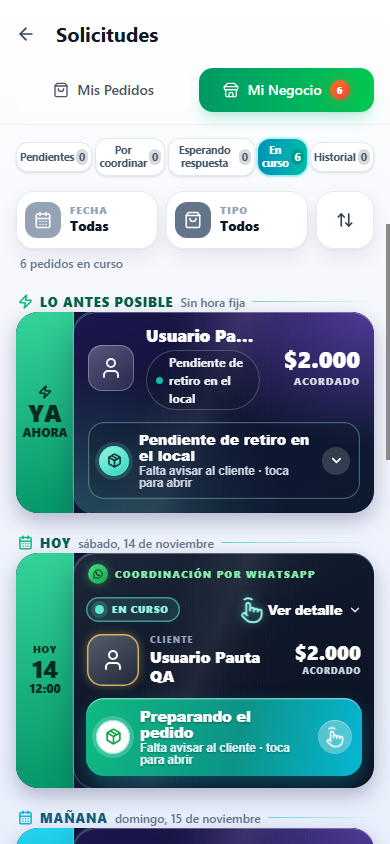 Solicitudes
Mis Pedidos
Mi Negocio 6
Pendientes 0
Por
coordinar 0
Esperando
respuesta 0
En
curso 6
Historial 0
FECHA
Todas
TIPO
Todos
6 pedidos en curso
LO ANTES POSIBLE Sin hora fija
YA
AHORA
Usuario Pa...
Pendiente de
retiro en el
local
$2.000
ACORDADO
Pendiente de retiro en
el local
Falta avisar al cliente · toca
para abrir
HOY sábado, 14 de noviembre
HOY
14
12:00
COORDINACIÓN POR WHATSAPP
EN CURSO
Ver detalle
CLIENTE
Usuario Pauta
QA
$2.000
ACORDADO
Preparando el
pedido
Falta avisar al cliente · toca
para abrir
MAÑANA domingo, 15 de noviembre